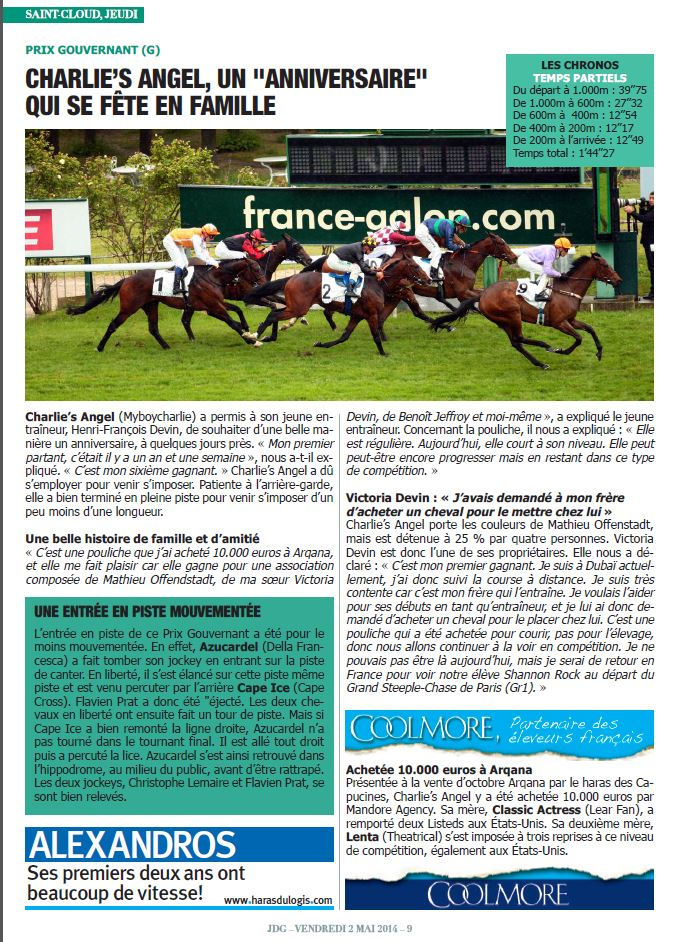 SAINT-CLOUD, JEUDI
PRIX GOUVERNANT (G)
CHARLIE'S ANGEL, UN "ANNIVERSAIRE"
QUI SE FÊTE EN FAMILLE
LES CHRONOS
TEMPS PARTIELS
Du départ à 1.000m : 39’’75
De 1.000m à 600m : 27’’32
De 600m à 400m : 12’’54
De 400m à 200m : 12’’17
De 200m à l’arrivée : 12’’49
Temps total : 1’44’’27
france-galop.com
1
2
9
Charlie’s Angel (Myboycharlie) a permis à son jeune en-
traîneur, Henri-François Devin, de souhaiter d’une belle ma-
nière un anniversaire, à quelques jours près. « Mon premier
partant, c’était il y a un an et une semaine », nous a-t-il ex-
pliqué. « C’est mon sixième gagnant. » Charlie’s Angel a dû
s’employer pour venir s’imposer. Patiente à l’arrière-garde,
elle a bien terminé en pleine piste pour venir s’imposer d’un
peu moins d’une longueur.
Une belle histoire de famille et d’amitié
« C’est une pouliche que j’ai acheté 10.000 euros à Arqana,
et elle me fait plaisir car elle gagne pour une association
composée de Mathieu Offendstadt, de ma sœur Victoria
UNE ENTRÉE EN PISTE MOUVEMENTÉE
L’entrée en piste de ce Prix Gouvernant a été pour le
moins mouvementée. En effet, Azucardel (Della Fran-
cesca) a fait tomber son jockey en entrant sur la piste
de canter. En liberté, il s’est élancé sur cette piste même
piste et est venu percuter par l’arrière Cape Ice (Cape
Cross). Flavien Prat a donc été "éjecté. Les deux che-
vaux en liberté ont ensuite fait un tour de piste. Mais si
Cape Ice a bien remonté la ligne droite, Azucardel n’a
pas tourné dans le tournant final. Il est allé tout droit
puis a percuté la lice. Azucardel s’est ainsi retrouvé dans
l’hippodrome, au milieu du public, avant d’être rattrapé.
Les deux jockeys, Christophe Lemaire et Flavien Prat, se
sont bien relevés.
ALEXANDROS
Ses premiers deux ans ont
beaucoup de vitesse!
www.harasdulogis.com
Devin, de Benoît Jeffroy et moi-même », a expliqué le jeune
entraîneur. Concernant la pouliche, il nous a expliqué : « Elle
est régulière. Aujourd’hui, elle court à son niveau. Elle peut
peut-être encore progresser mais en restant dans ce type
de compétition. »
Victoria Devin : « J’avais demandé à mon frère
d’acheter un cheval pour le mettre chez lui »
Charlie’s Angel porte les couleurs de Mathieu Offenstadt,
mais est détenue à 25 % par quatre personnes. Victoria
Devin est donc l’une de ses propriétaires. Elle nous a dé-
claré : « C’est mon premier gagnant. Je suis à Dubai actuel-
lement, j’ai donc suivi la course à distance. Je suis très
contente car c’est mon frère qui l’entraîne. Je voulais l’aider
pour ses débuts en tant qu’entraîneur, et je lui ai donc de-
mandé d’acheter un cheval pour le placer chez lui. C’est une
pouliche qui a été achetée pour courir, pas pour l’élevage,
donc nous allons continuer à la voir en compétition. Je ne
pouvais pas être là aujourd’hui, mais je serai de retour en
France pour voir notre élève Shannon Rock au départ du
Grand Steeple-Chase de Paris (Gr1). »
COOLMORE, Partenaire des
éleveurs français
Achetée 10.000 euros à Arqana
Présentée à la vente d’octobre Arqana par le haras des Ca-
pucines, Charlie’s Angel y a été achetée 10.000 euros par
Mandore Agency. Sa mère, Classic Actress (Lear Fan), a
remporté deux Listeds aux États-Unis. Sa deuxième mère,
Lenta (Theatrical) s’est imposée à trois reprises à ce niveau
de compétition, également aux États-Unis.
COOLMORE
JDG – VENDREDI 2 MAI 2014 – 9